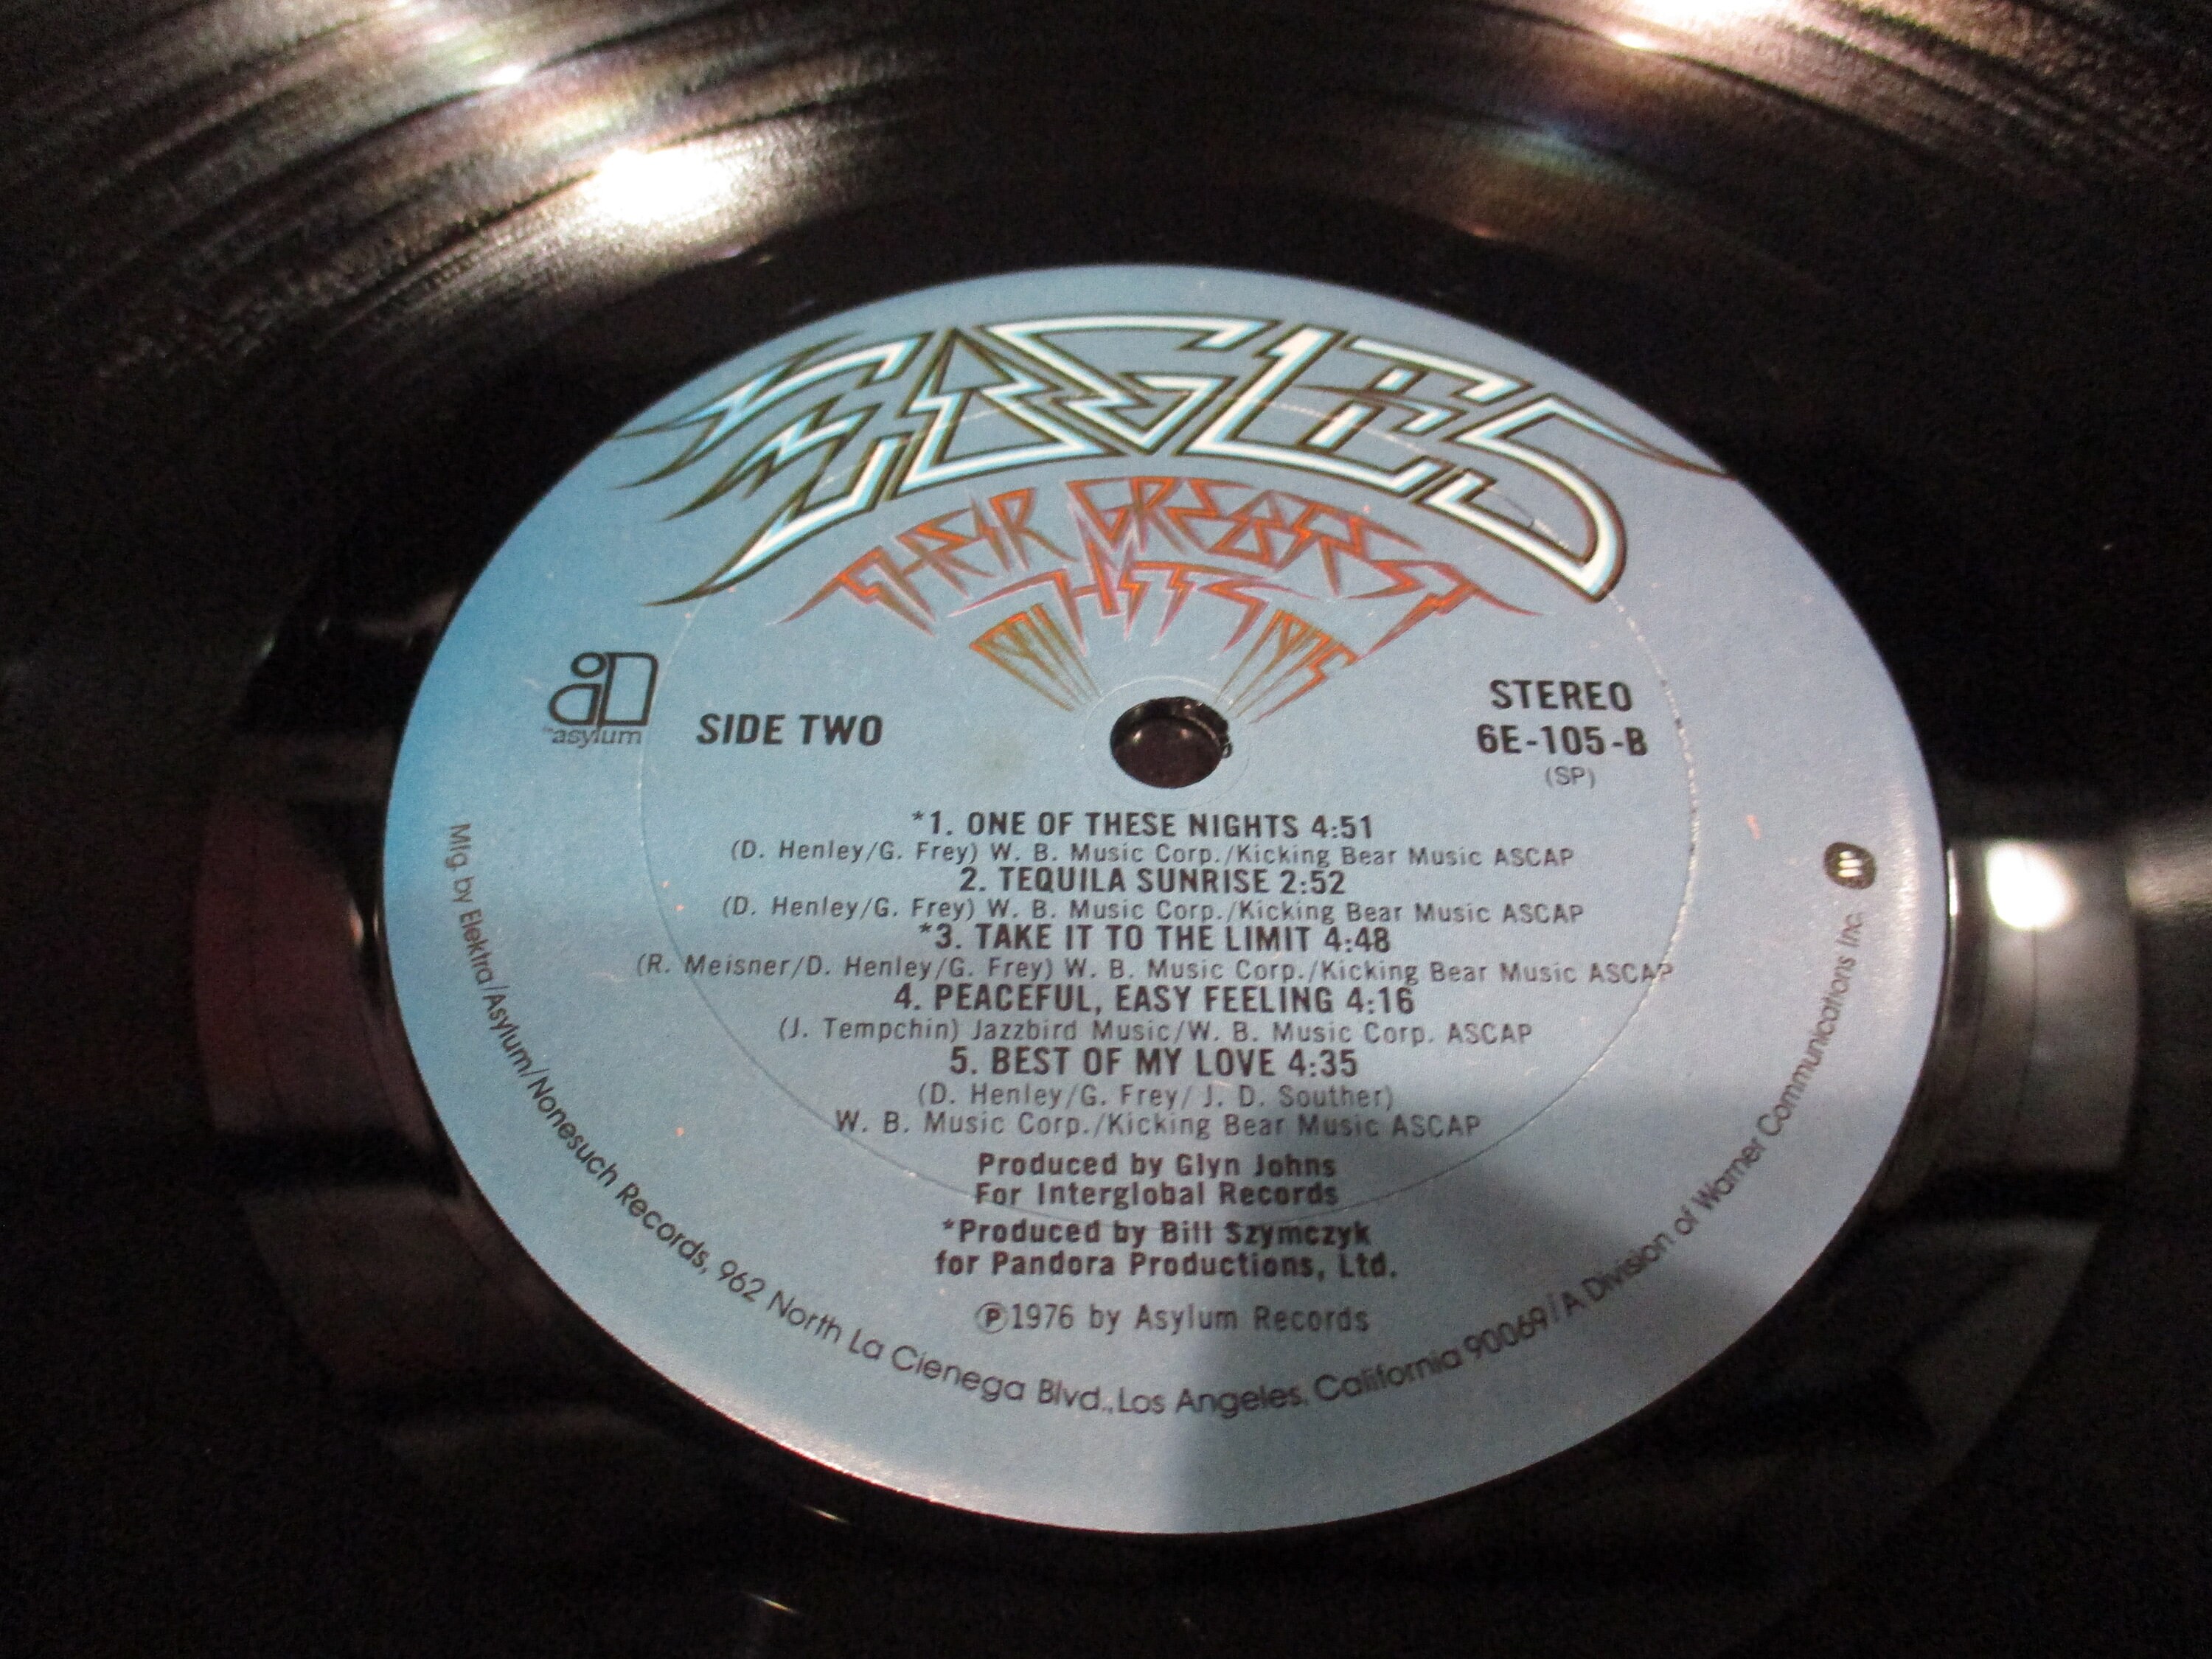 EAGLES
THEIR GREATEST
HITS
1971 1975
asylum
SIDE TWO
STEREO
6E-105-B
(SP)
*1. ONE OF THESE NIGHTS 4:51
(D. Henley/G. Frey) W. B. Music Corp./Kicking Bear Music ASCAP
2. TEQUILA SUNRISE 2:52
(D. Henley/G. Frey) W. B. Music Corp./Kicking Bear Music ASCAP
*3. TAKE IT TO THE LIMIT 4:48
(R. Meisner/D. Henley/G. Frey) W. B. Music Corp./Kicking Bear Music ASCAP
4. PEACEFUL, EASY FEELING 4:16
(J. Tempchin) Jazzbird Music/W. B. Music Corp. ASCAP
5. BEST OF MY LOVE 4:35
(D. Henley/G. Frey/ J. D. Souther)
W. B. Music Corp./Kicking Bear Music ASCAP
Produced by Glyn Johns
For Interglobal Records
*Produced by Bill Szymczyk
for Pandora Productions, Ltd.
℗1976 by Asylum Records
Mfg. by Elektra/Asylum/Nonesuch Records, 962 North La Cienega Blvd., Los Angeles, California 90069/A Division of Warner Communications Inc.